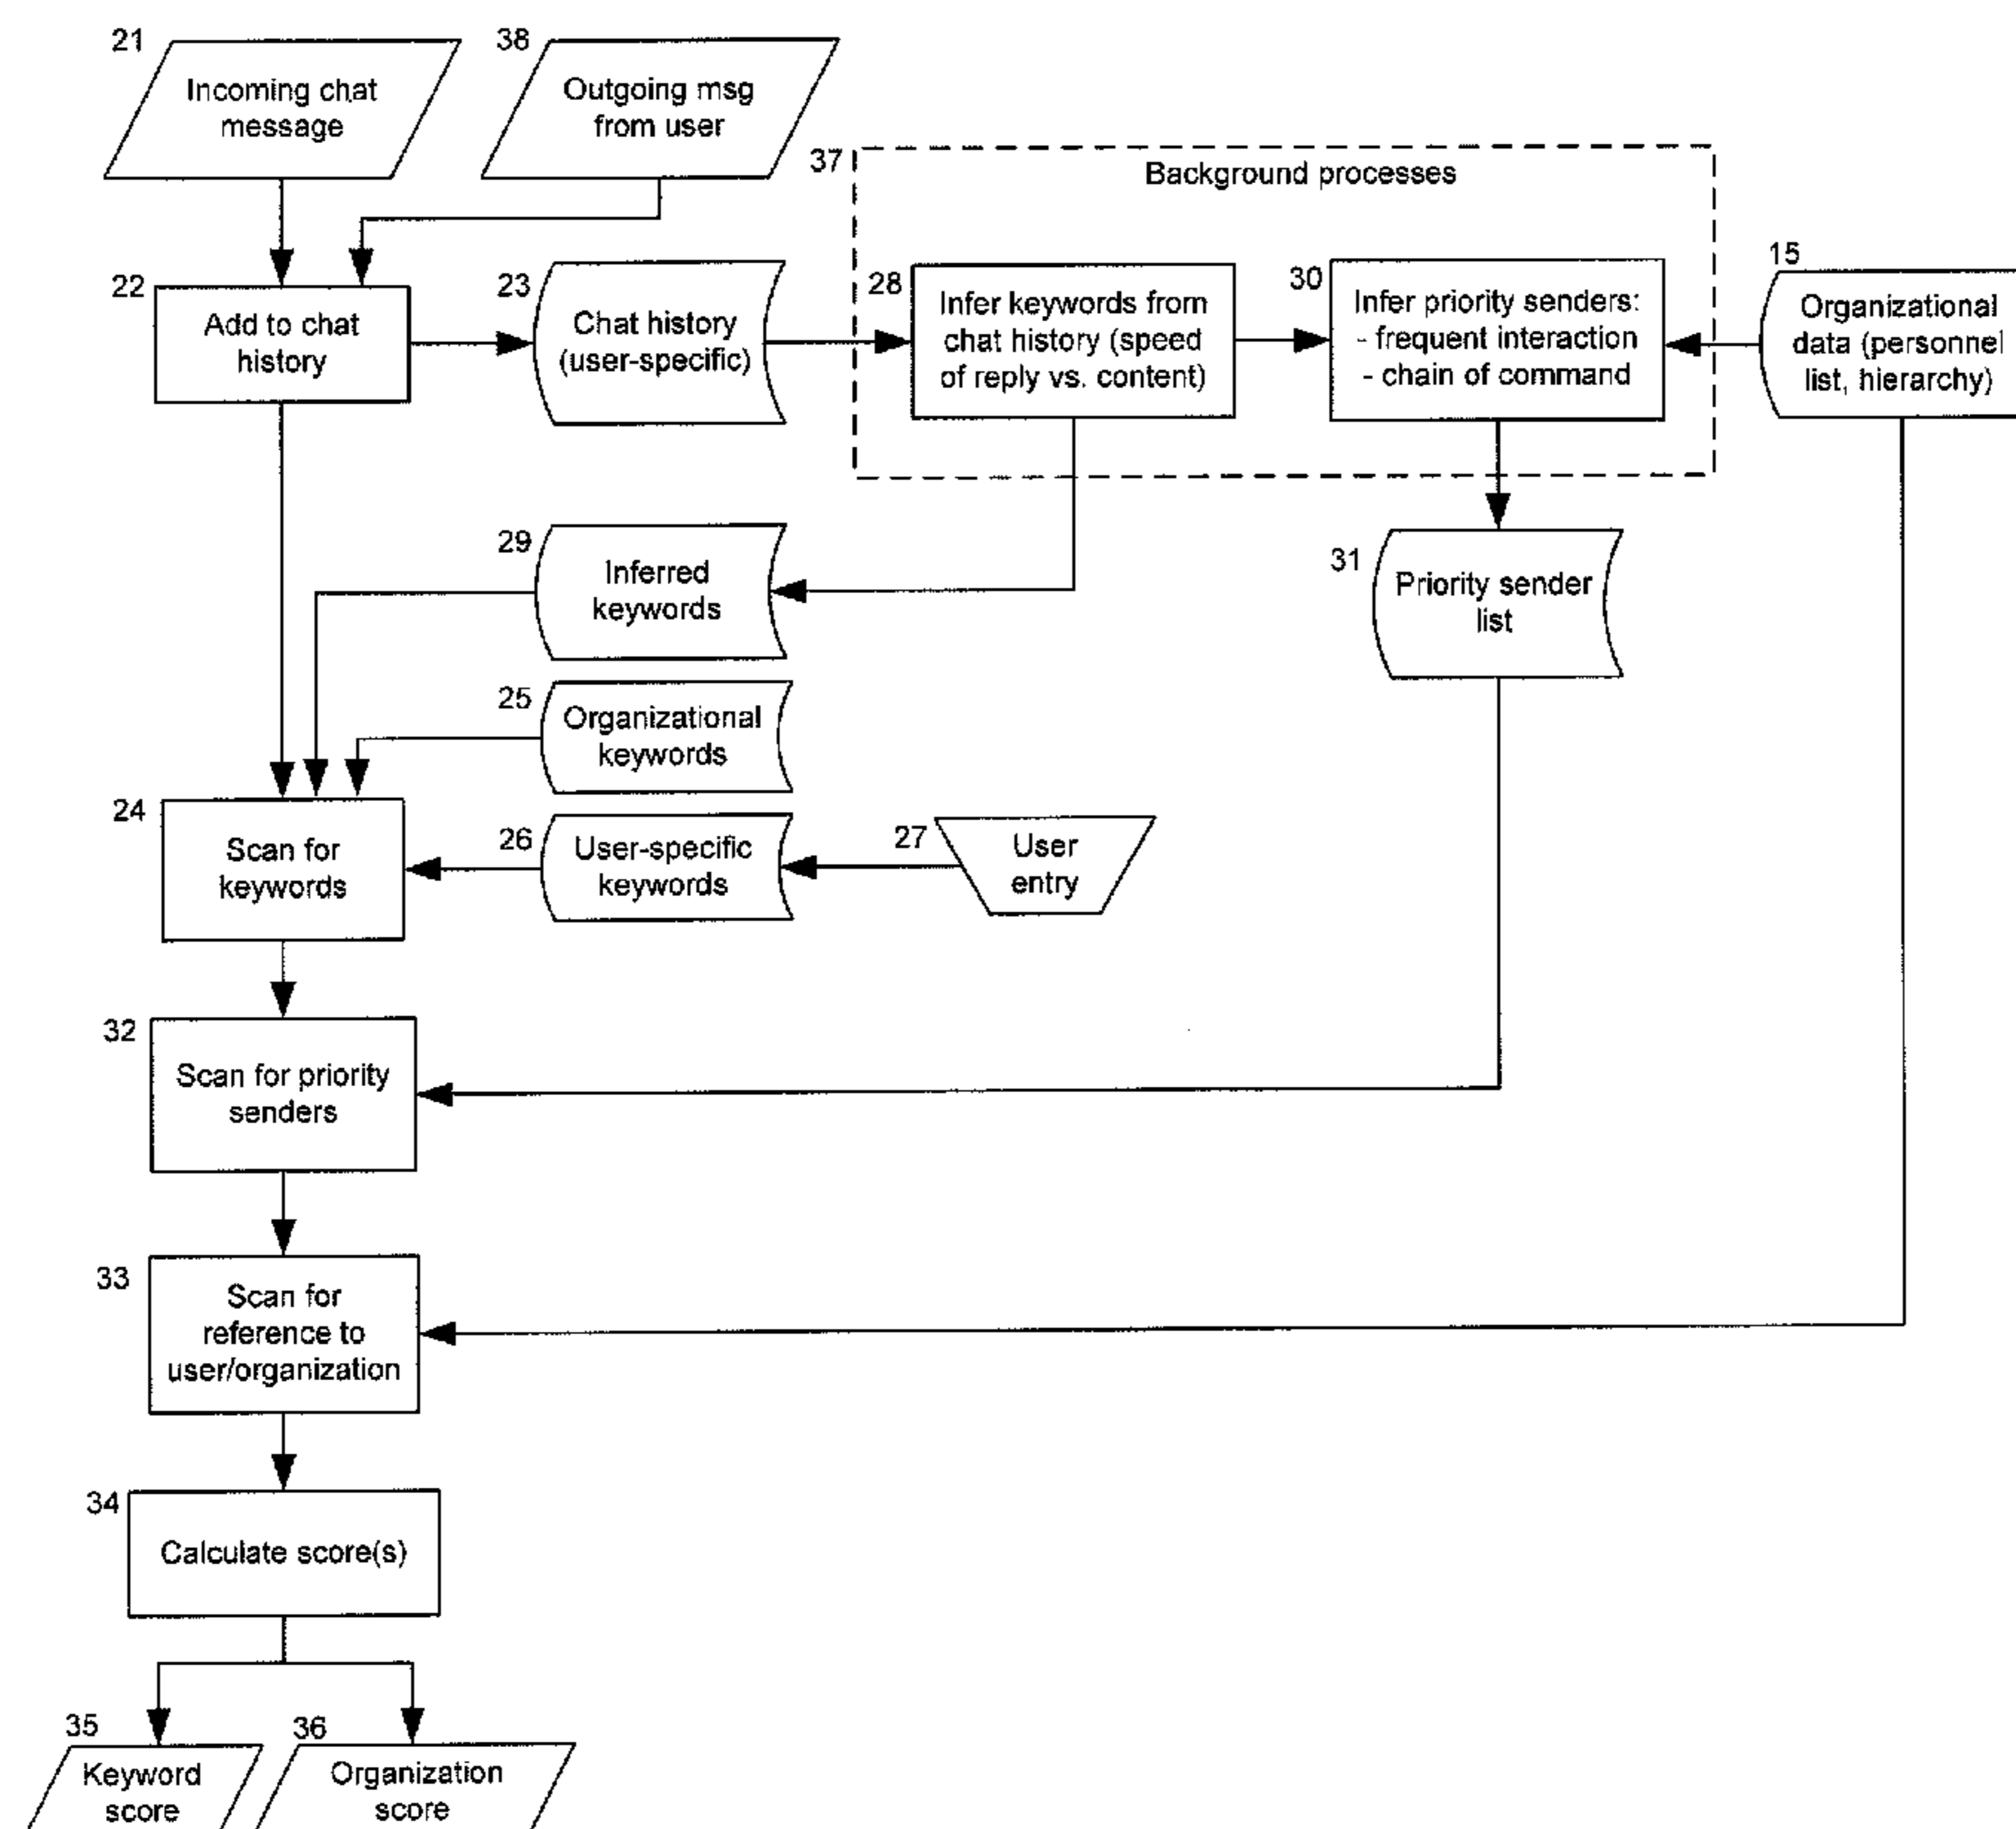 21
Incoming chat
message
38
Outgoing msg
from user
37
Background processes
22
Add to chat
history
23
Chat history
(user-specific)
28
Infer keywords from
chat history (speed
of reply vs. content)
30
Infer priority senders:
- frequent interaction
- chain of command
15
Organizational
data (personnel
list, hierarchy)
29
Inferred
keywords
31
Priority sender
list
25
Organizational
keywords
24
Scan for
keywords
26
User-specific
keywords
27
User
entry
32
Scan for priority
senders
33
Scan for
reference to
user/organization
34
Calculate score(s)
35
Keyword
score
36
Organization
score